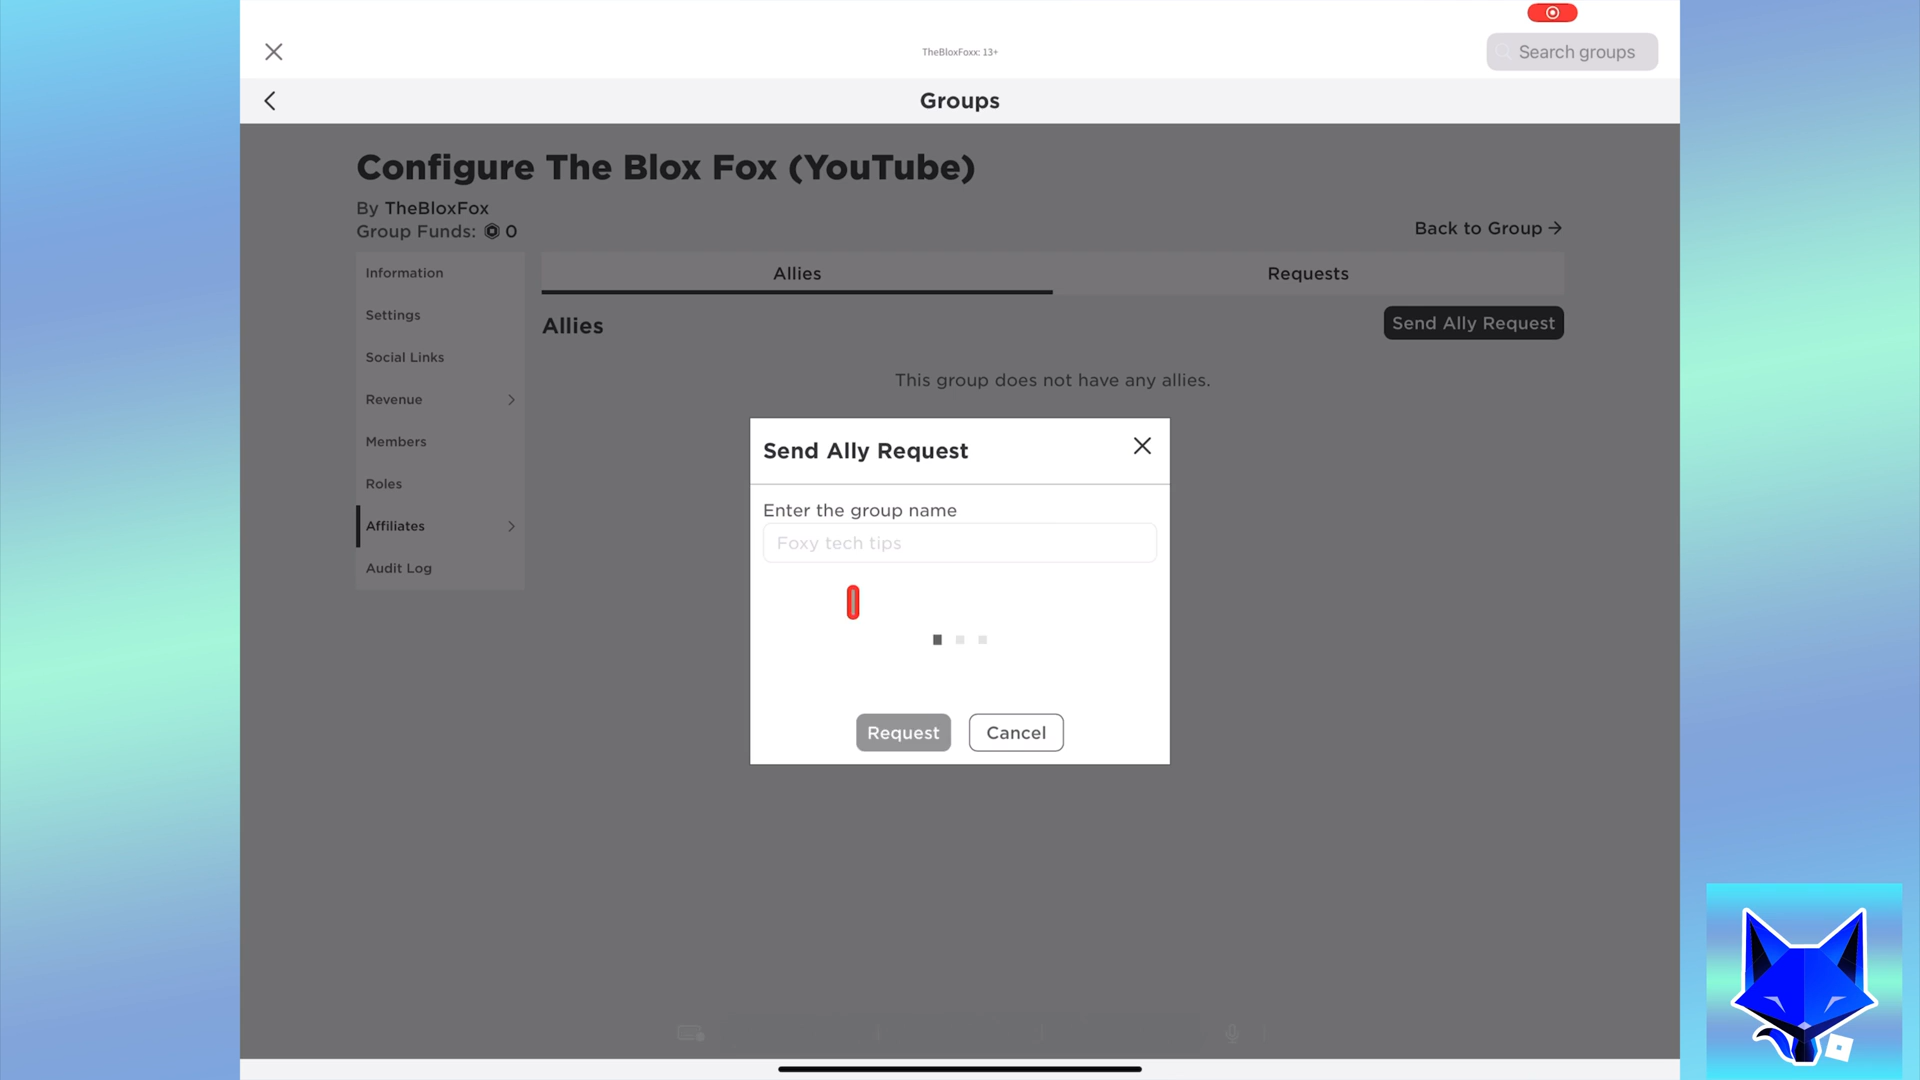 TheBloxFoxx: 13+
Search groups
Groups
Configure The Blox Fox (YouTube)
By TheBloxFox
Group Funds: 0
Back to Group →
Information
Settings
Social Links
Revenue
Members
Roles
Affiliates
Audit Log
Allies
Requests
Allies
Send Ally Request
This group does not have any allies.
Send Ally Request
Enter the group name
Foxy tech tips
Request
Cancel